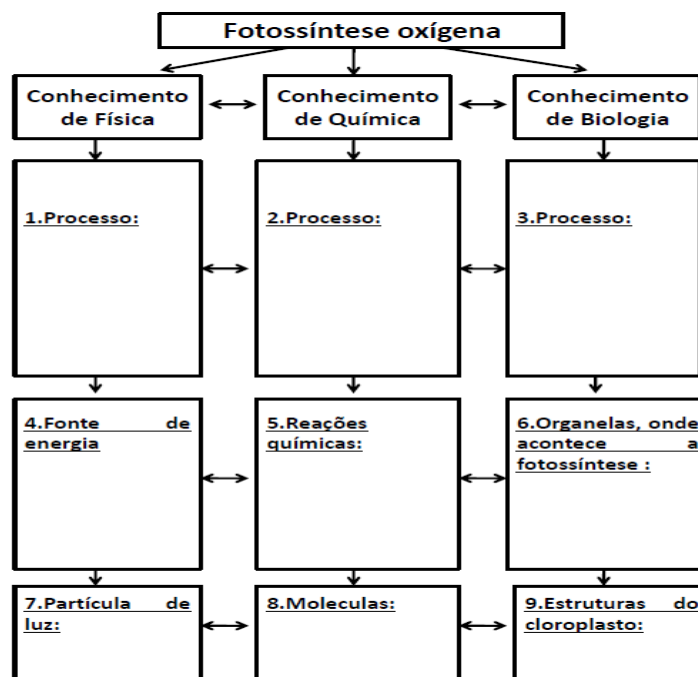 Fotossíntese oxígena
Conhecimento
de Física
Conhecimento
de Química
Conhecimento
de Biologia
1.Processo:
2.Processo:
3.Processo:
4.Fonte de
energia
5.Reações
químicas:
6.Organelas, onde
acontece a
fotossíntese :
7.Partícula de
luz:
8.Moleculas:
9.Estruturas do
cloroplasto: